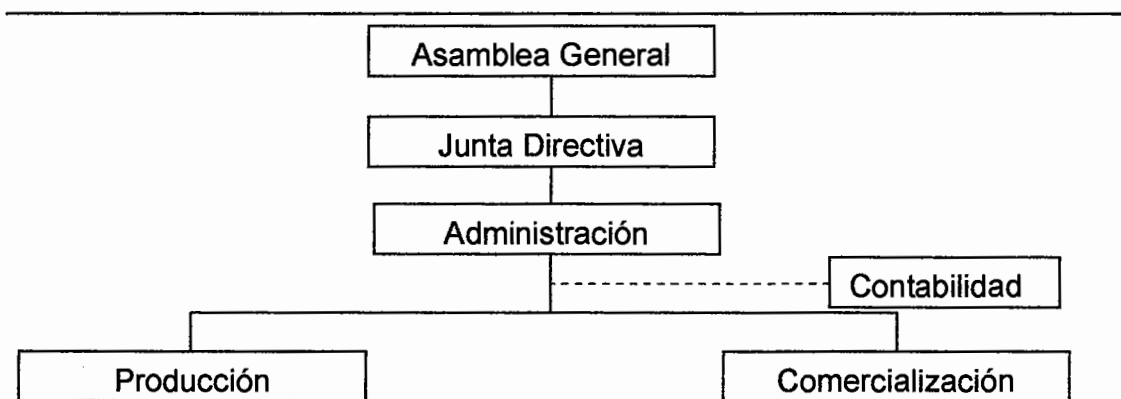 Asamblea General
Junta Directiva
Administración
Contabilidad
Producción
Comercialización